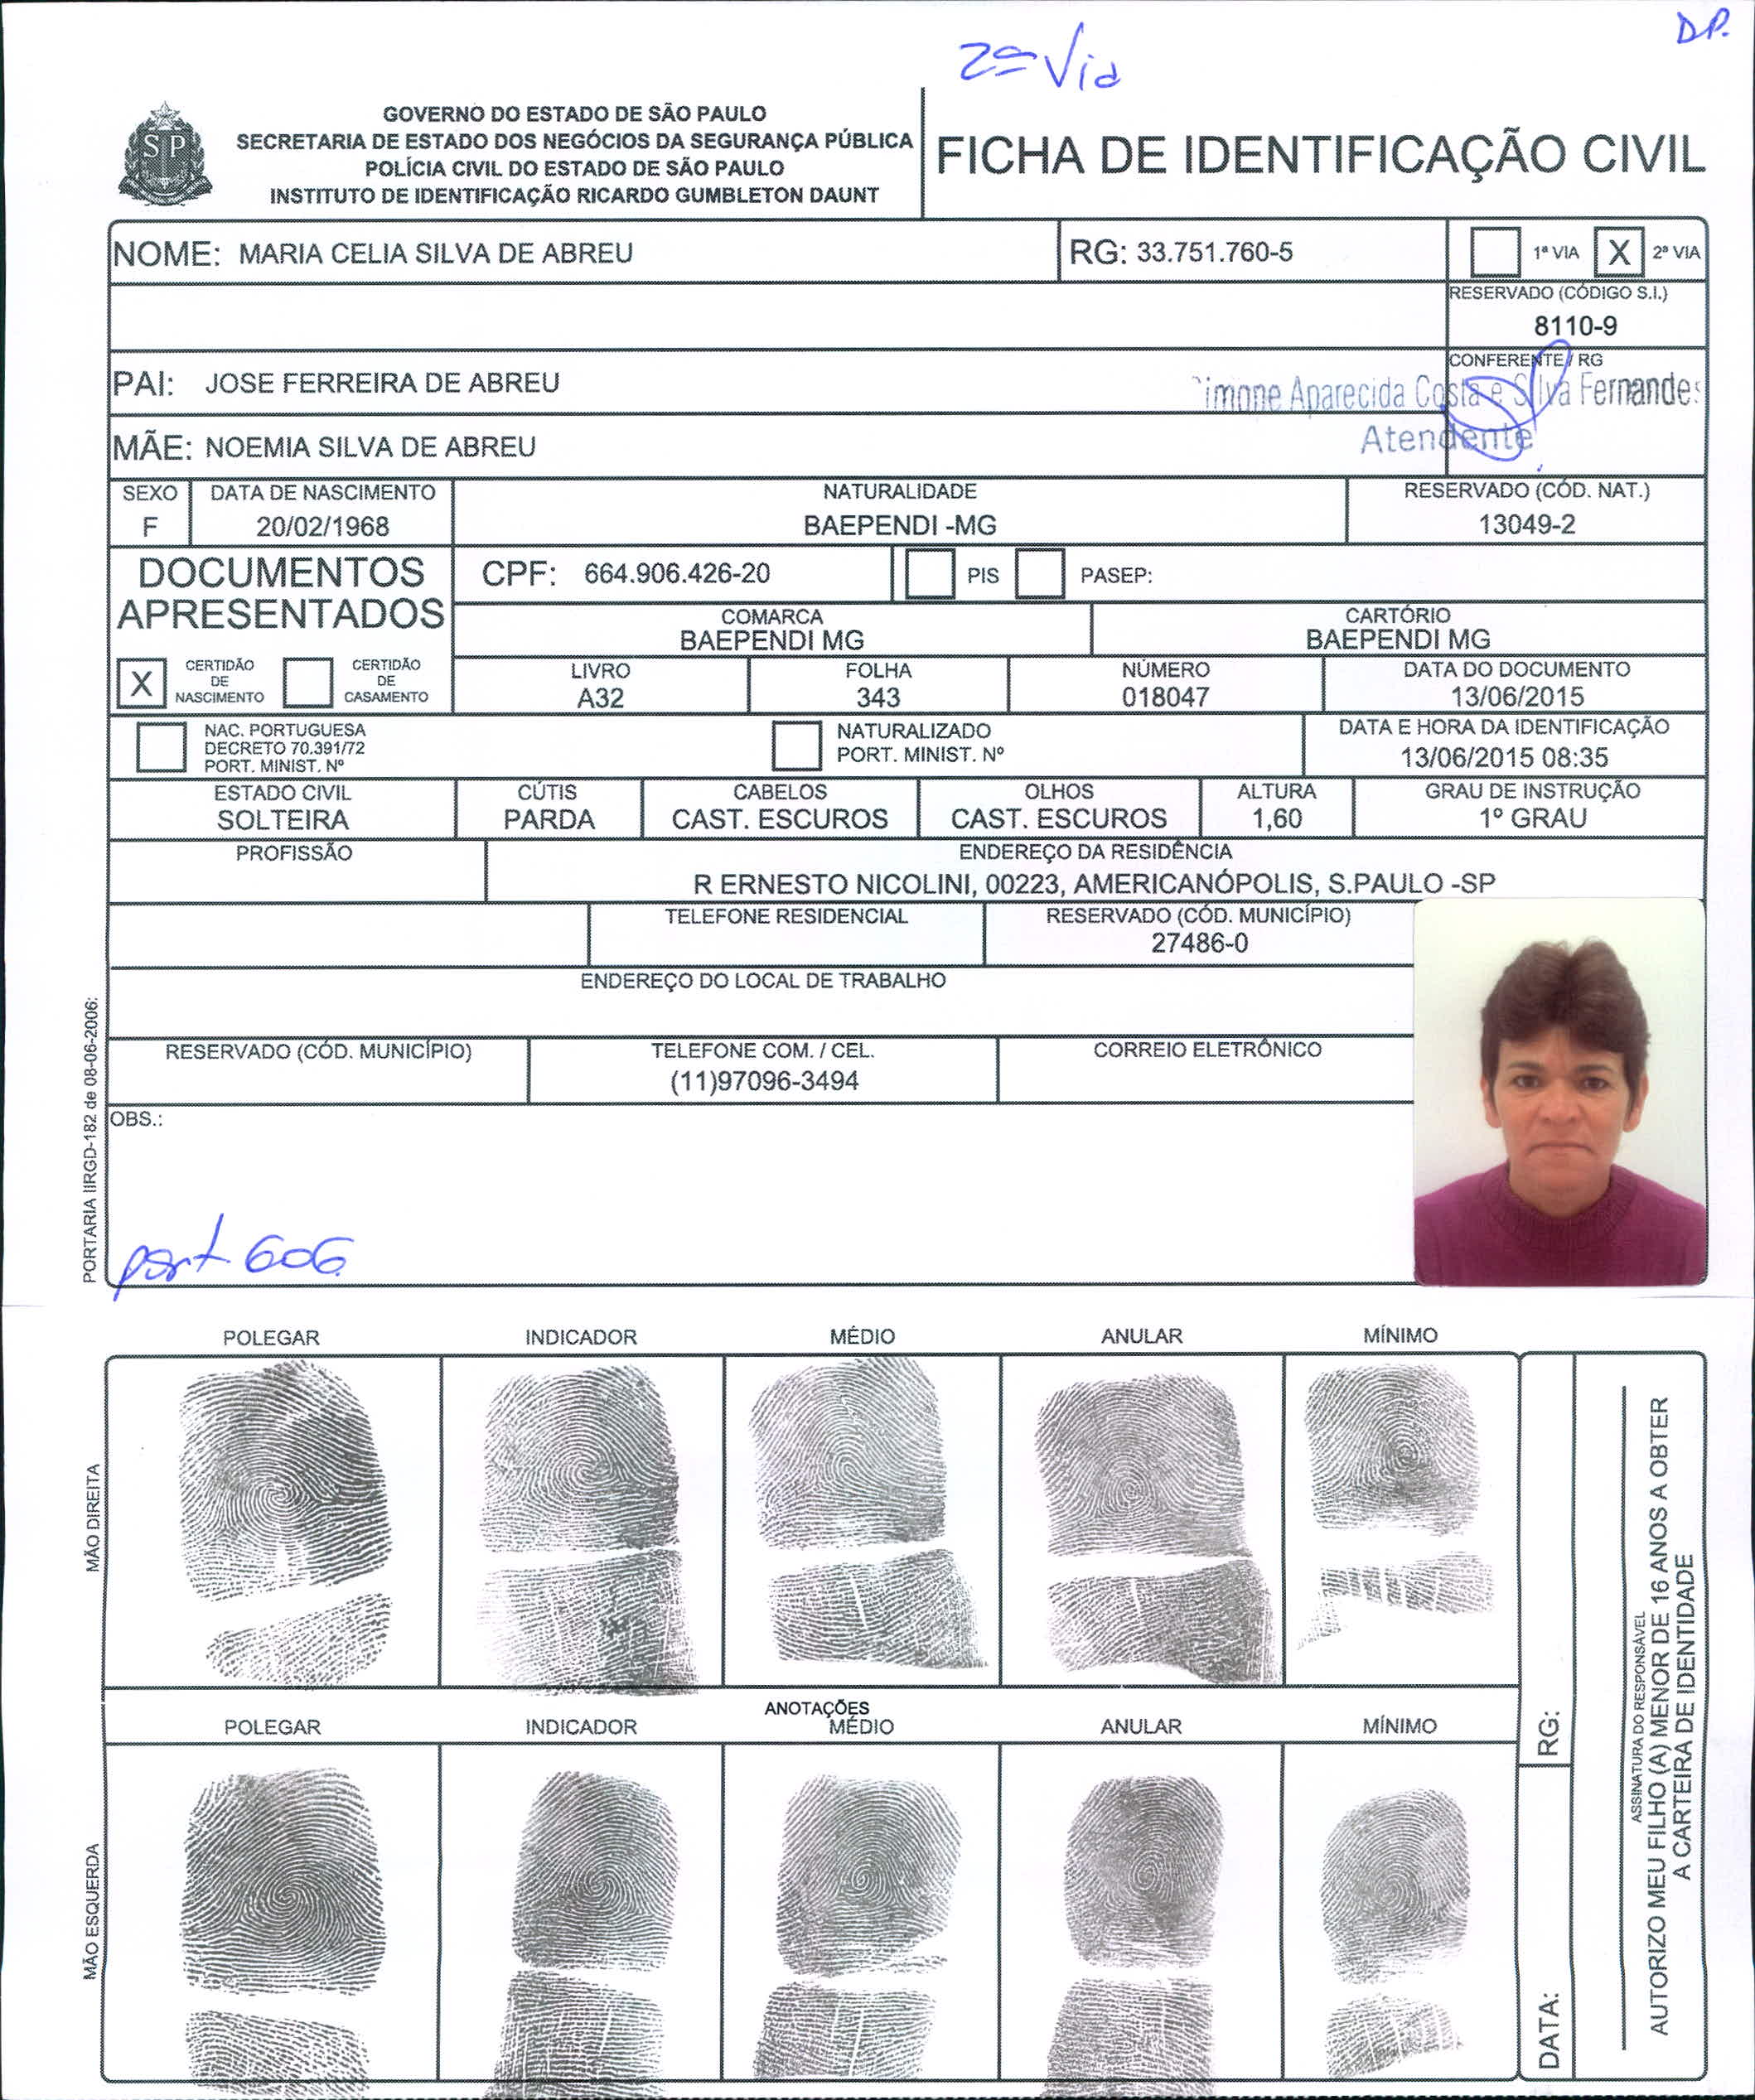 2ª Via
DP.
SP
GOVERNO DO ESTADO DE SÃO PAULO
SECRETARIA DE ESTADO DOS NEGÓCIOS DA SEGURANÇA PÚBLICA
POLÍCIA CIVIL DO ESTADO DE SÃO PAULO
INSTITUTO DE IDENTIFICAÇÃO RICARDO GUMBLETON DAUNT
FICHA DE IDENTIFICAÇÃO CIVIL
NOME: MARIA CELIA SILVA DE ABREU
RG: 33.751.760-5
1ª VIA X 2ª VIA
RESERVADO (CÓDIGO S.I.)
8110-9
PAI: JOSE FERREIRA DE ABREU
CONFERENTE / RG
Simone Aparecida Costa e Silva Fernandes
Atendente
MÃE: NOEMIA SILVA DE ABREU
SEXO
F
DATA DE NASCIMENTO
20/02/1968
NATURALIDADE
BAEPENDI -MG
RESERVADO (CÓD. NAT.)
13049-2
DOCUMENTOS
APRESENTADOS
CPF: 664.906.426-20
PIS
PASEP:
COMARCA
BAEPENDI MG
CARTÓRIO
BAEPENDI MG
X CERTIDÃO
DE
NASCIMENTO
CERTIDÃO
DE
CASAMENTO
LIVRO
A32
FOLHA
343
NÚMERO
018047
DATA DO DOCUMENTO
13/06/2015
NAC. PORTUGUESA
DECRETO 70.391/72
PORT. MINIST. Nº
NATURALIZADO
PORT. MINIST. Nº
DATA E HORA DA IDENTIFICAÇÃO
13/06/2015 08:35
ESTADO CIVIL
SOLTEIRA
CÚTIS
PARDA
CABELOS
CAST. ESCUROS
OLHOS
CAST. ESCUROS
ALTURA
1,60
GRAU DE INSTRUÇÃO
1º GRAU
PROFISSÃO
ENDEREÇO DA RESIDÊNCIA
R ERNESTO NICOLINI, 00223, AMERICANÓPOLIS, S.PAULO -SP
TELEFONE RESIDENCIAL
RESERVADO (CÓD. MUNICÍPIO)
27486-0
ENDEREÇO DO LOCAL DE TRABALHO
RESERVADO (CÓD. MUNICÍPIO)
TELEFONE COM. / CEL.
(11)97096-3494
CORREIO ELETRÔNICO
OBS.:
port 606
PORTARIA IIRGD-182 de 08-06-2006:
POLEGAR
INDICADOR
MÉDIO
ANULAR
MÍNIMO
MÃO DIREITA
ANOTAÇÕES
POLEGAR
INDICADOR
MÉDIO
ANULAR
MÍNIMO
MÃO ESQUERDA
RG:
DATA:
ASSINATURA DO RESPONSÁVEL
AUTORIZO MEU FILHO (A) MENOR DE 16 ANOS A OBTER
A CARTEIRA DE IDENTIDADE